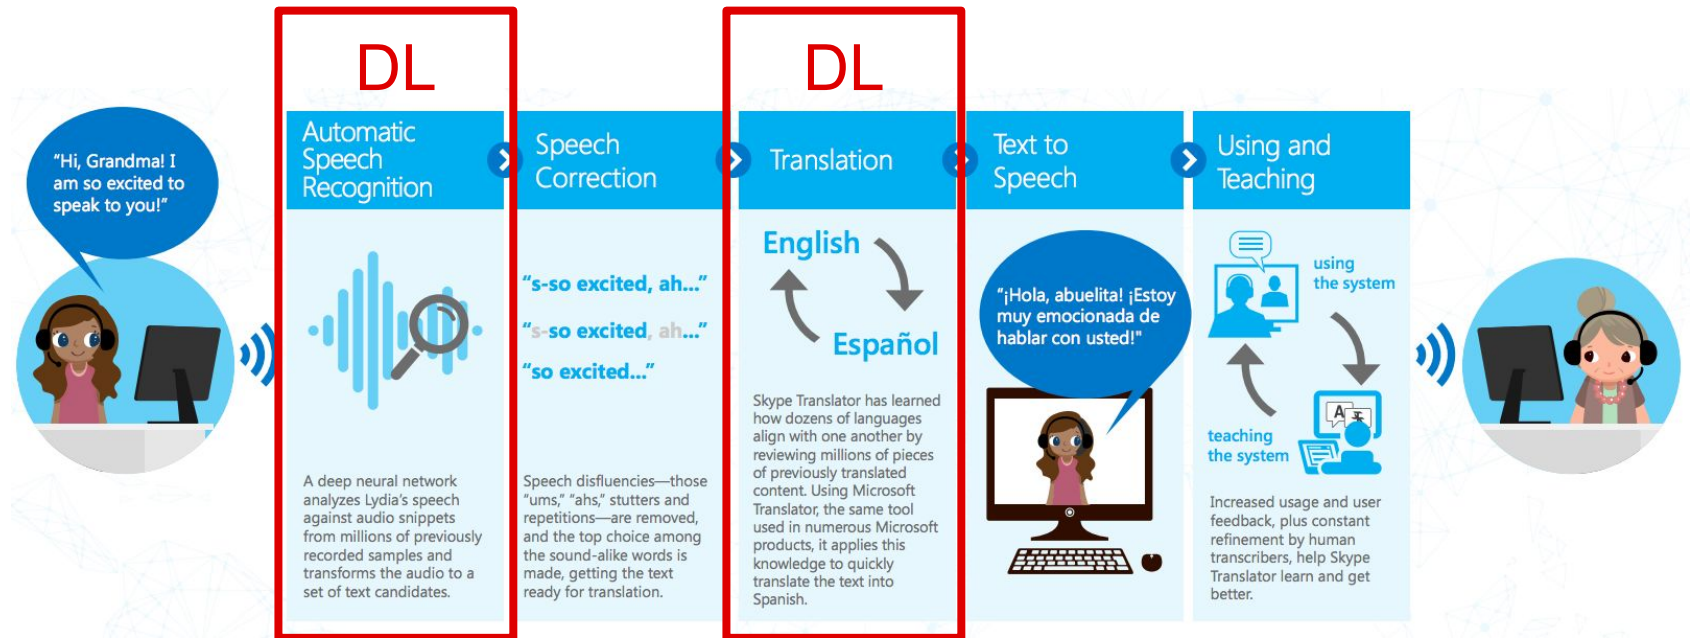 DL
DL
"Hi, Grandma! I
am so excited to
speak to you!"
Automatic
Speech
Recognition
A deep neural network
analyzes Lydia's speech
against audio snippets
from millions of previously
recorded samples and
transforms the audio to a
set of text candidates.
Speech
Correction
"s-so excited, ah..."
"s-so excited, ah..."
"so excited..."
Speech disfluencies—those
"ums," "ahs," stutters and
repetitions—are removed,
and the top choice among
the sound-alike words is
made, getting the text
ready for translation.
Translation
English
Español
Skype Translator has learned
how dozens of languages
align with one another by
reviewing millions of pieces
of previously translated
content. Using Microsoft
Translator, the same tool
used in numerous Microsoft
products, it applies this
knowledge to quickly
translate the text into
Spanish.
Text to
Speech
"¡Hola, abuelita! ¡Estoy
muy emocionada de
hablar con usted!"
Using and
Teaching
using
the system
A
teaching
the system
Increased usage and user
feedback, plus constant
refinement by human
transcribers, help Skype
Translator learn and get
better.